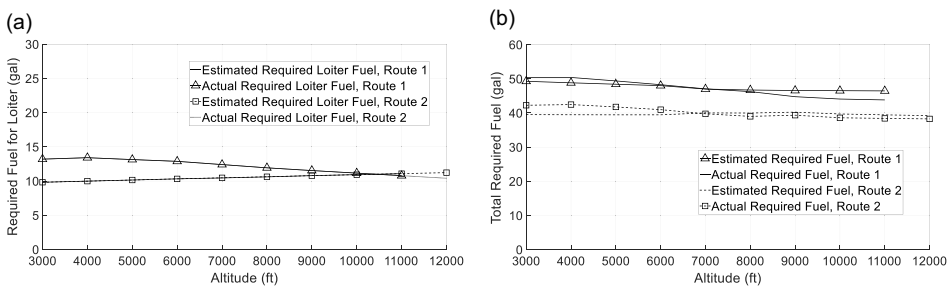 (a)
30
25
20
15
10
5
0
Required Fuel for Loiter (gal)
Estimated Required Loiter Fuel, Route 1
Actual Required Loiter Fuel, Route 1
Estimated Required Loiter Fuel, Route 2
Actual Required Loiter Fuel, Route 2
3000 4000 5000 6000 7000 8000 9000 10000 11000 12000
Altitude (ft)
(b)
60
50
40
30
20
10
0
Total Required Fuel (gal)
Estimated Required Fuel, Route 1
Actual Required Fuel, Route 1
Estimated Required Fuel, Route 2
Actual Required Fuel, Route 2
3000 4000 5000 6000 7000 8000 9000 10000 11000 12000
Altitude (ft)